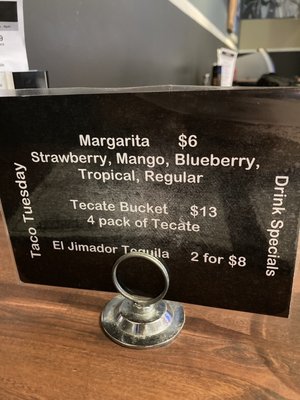 Taco Tuesday
Margarita $6
Strawberry, Mango, Blueberry,
Tropical, Regular
Tecate Bucket $13
4 pack of Tecate
El Jimador Tequila 2 for $8
Drink Specials